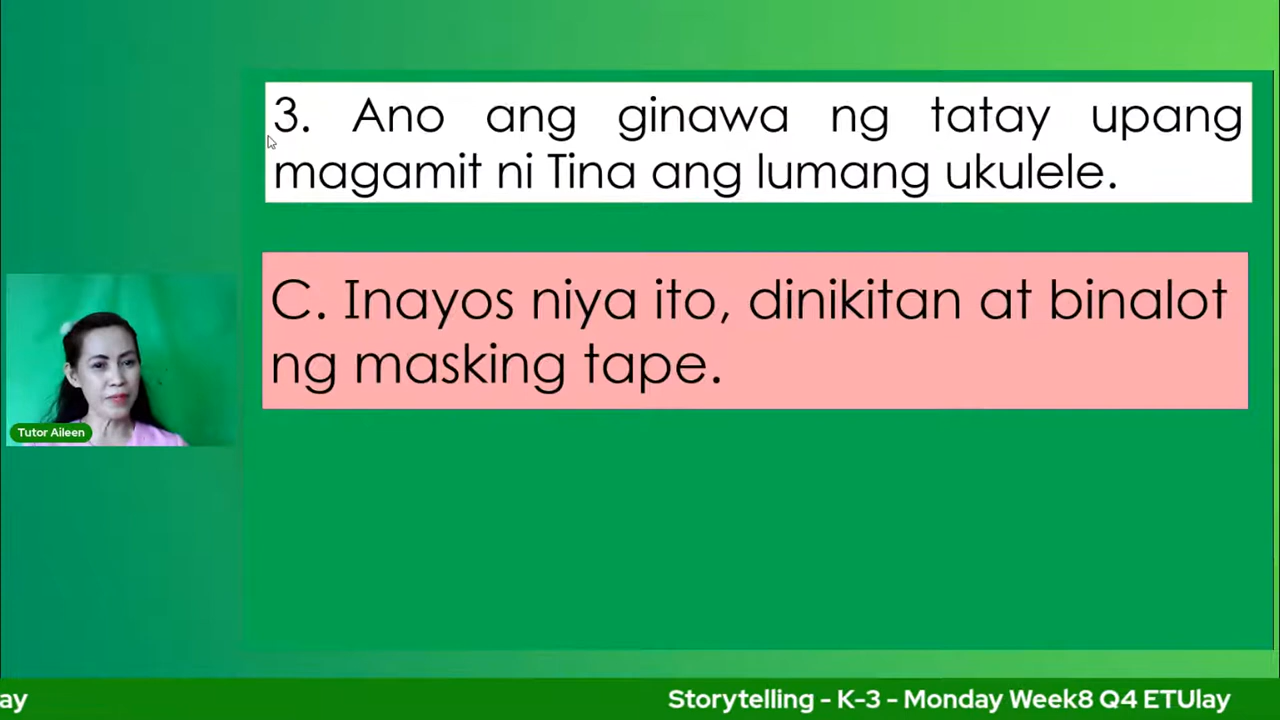 3. Ano ang ginawa ng tatay upang
magamit ni Tina ang lumang ukulele.
C. Inayos niya ito, dinikitan at binalot
ng masking tape.
Tutor Aileen
ay
Storytelling - K-3 - Monday Week8 Q4 ETUlay